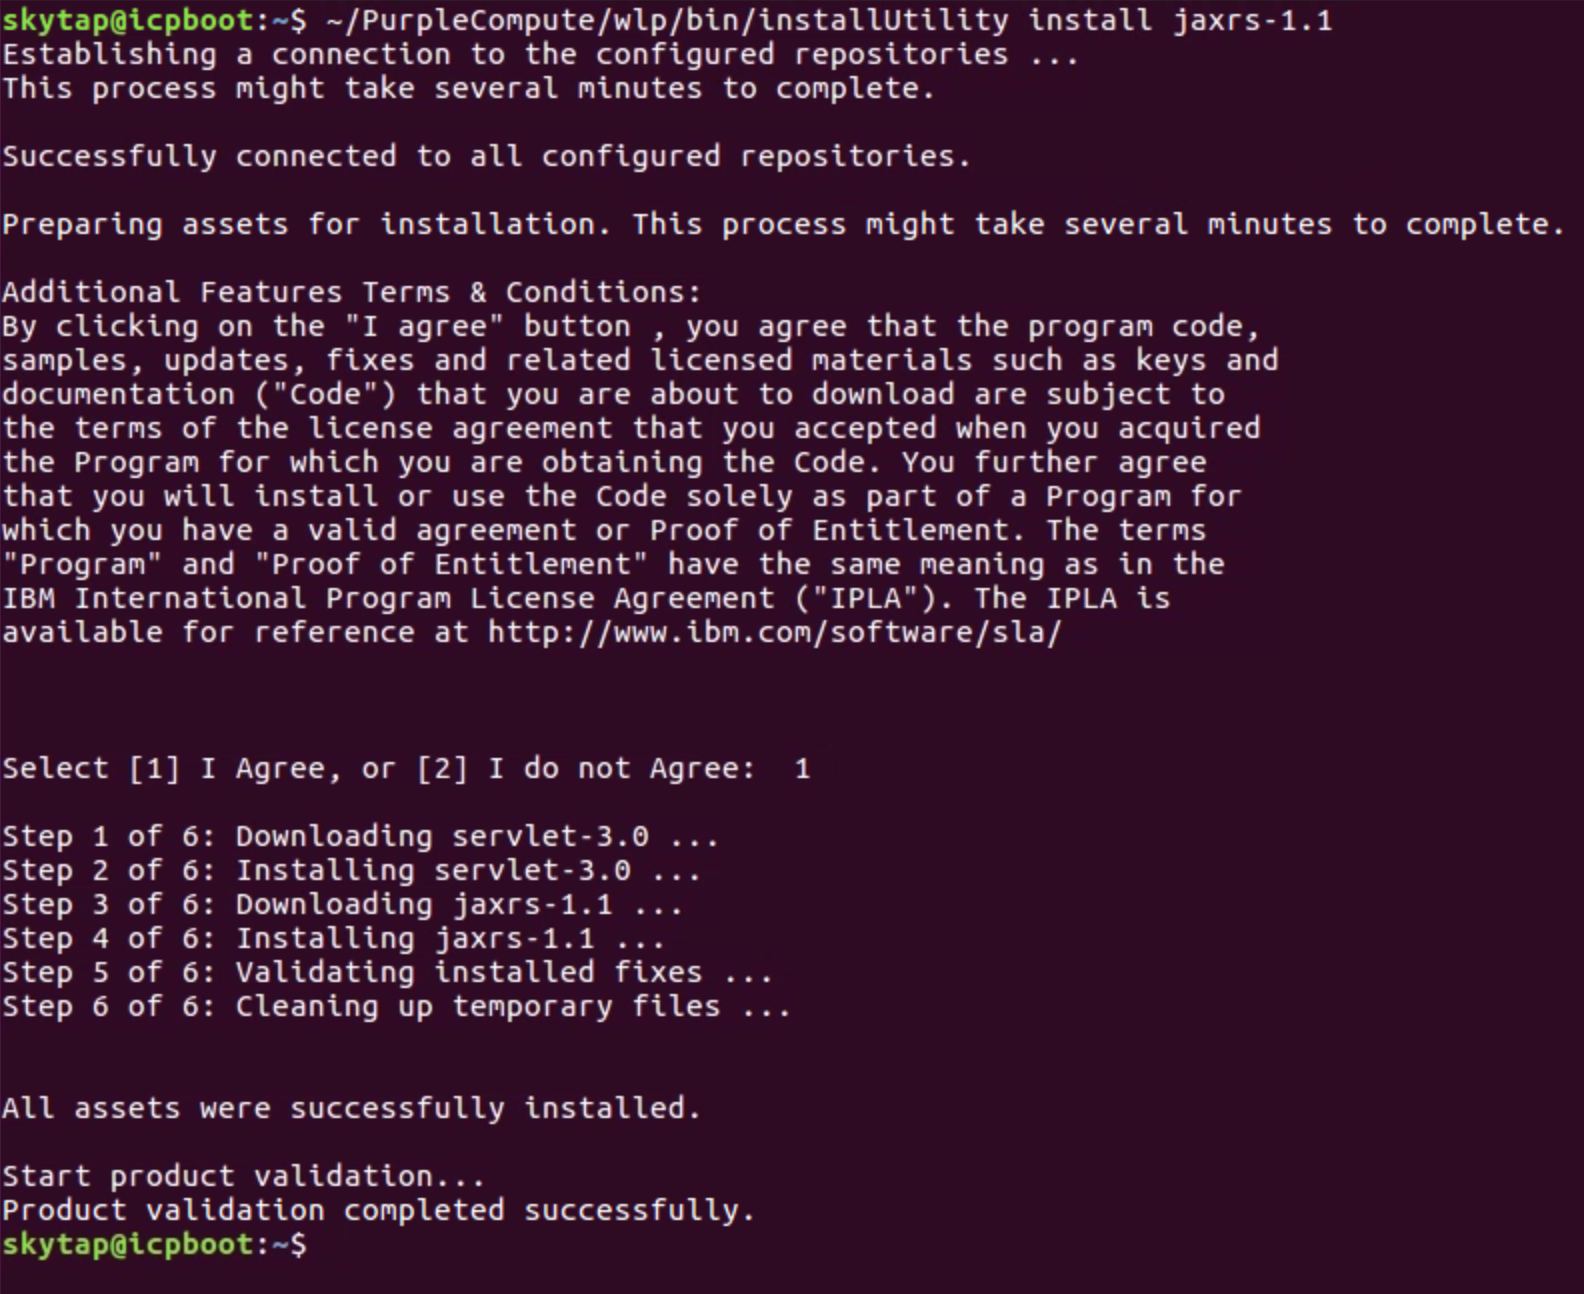 skytap@icpboot:~$ ~/PurpleCompute/wlp/bin/installUtility install jaxrs-1.1
Establishing a connection to the configured repositories ...
This process might take several minutes to complete.
Successfully connected to all configured repositories.
Preparing assets for installation. This process might take several minutes to complete.
Additional Features Terms & Conditions:
By clicking on the "I agree" button , you agree that the program code,
samples, updates, fixes and related licensed materials such as keys and
documentation ("Code") that you are about to download are subject to
the terms of the license agreement that you accepted when you acquired
the Program for which you are obtaining the Code. You further agree
that you will install or use the Code solely as part of a Program for
which you have a valid agreement or Proof of Entitlement. The terms
"Program" and "Proof of Entitlement" have the same meaning as in the
IBM International Program License Agreement ("IPLA"). The IPLA is
available for reference at http://www.ibm.com/software/sla/
Select [1] I Agree, or [2] I do not Agree:  1
Step 1 of 6: Downloading servlet-3.0 ...
Step 2 of 6: Installing servlet-3.0 ...
Step 3 of 6: Downloading jaxrs-1.1 ...
Step 4 of 6: Installing jaxrs-1.1 ...
Step 5 of 6: Validating installed fixes ...
Step 6 of 6: Cleaning up temporary files ...
All assets were successfully installed.
Start product validation...
Product validation completed successfully.
skytap@icpboot:~$